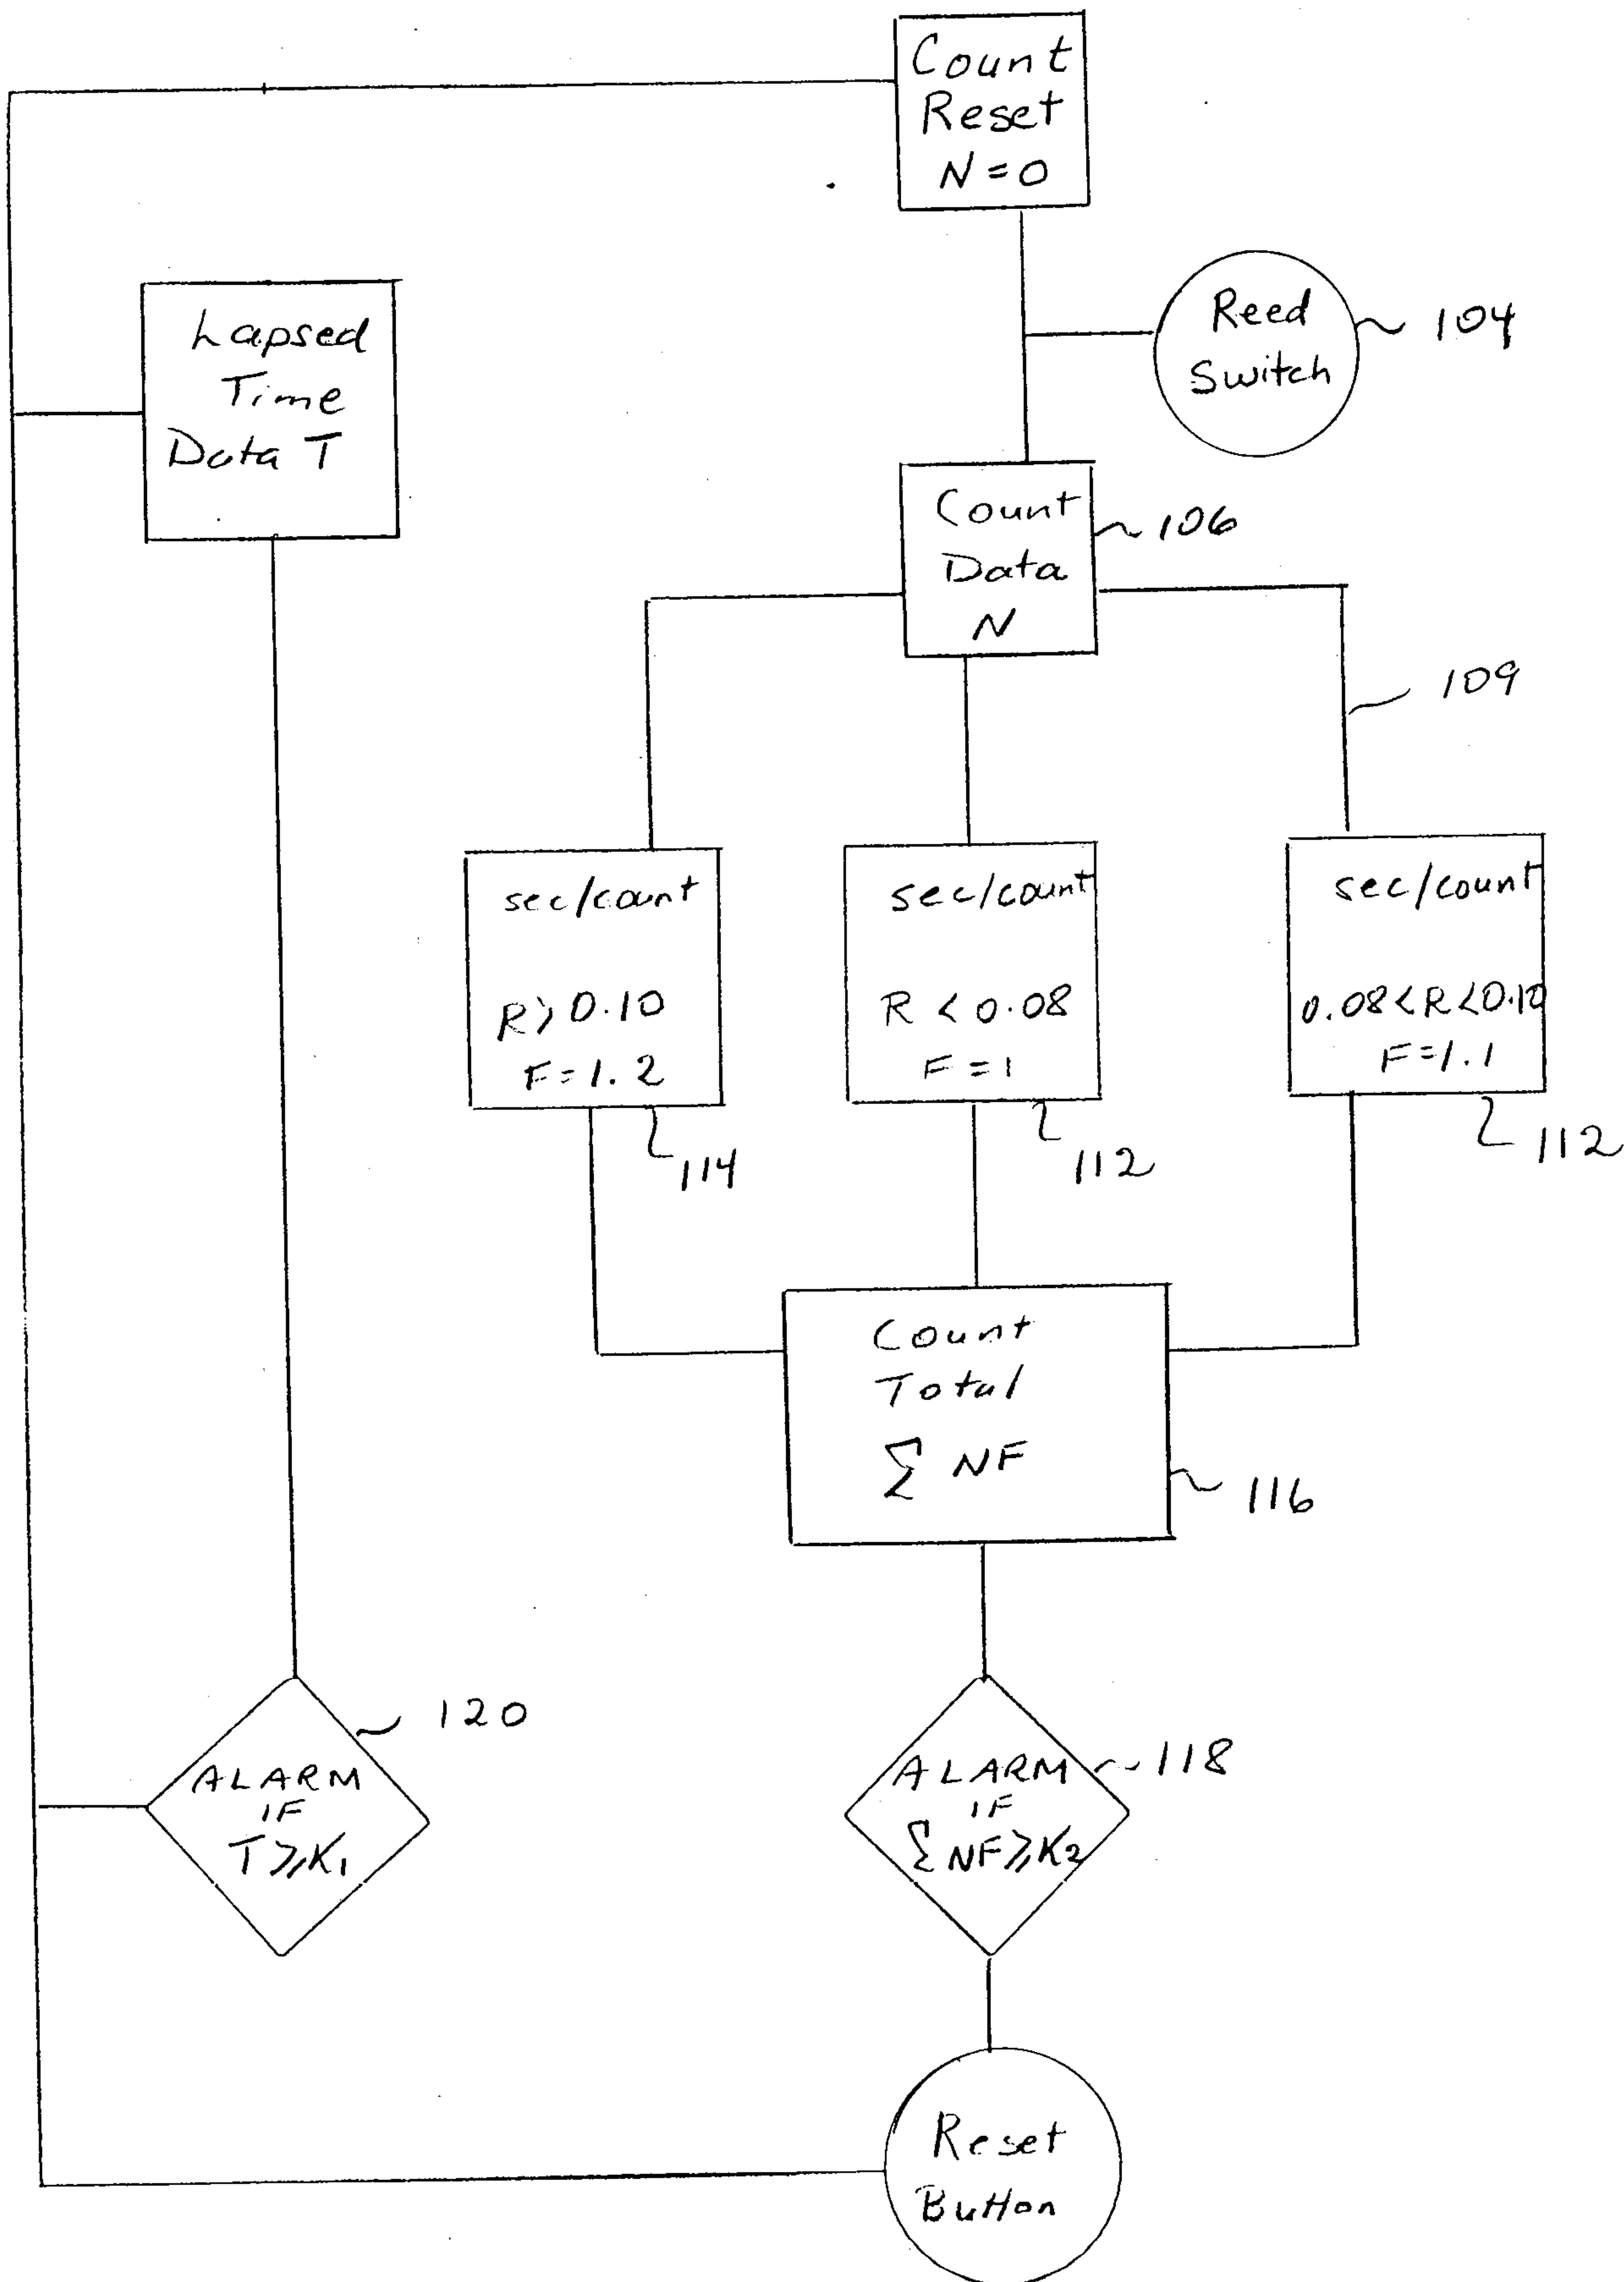 Count
Reset
N = 0
Reed
Switch
104
Lapsed
Time
Data T
Count
Data
N
106
109
sec/count
R > 0.10
F = 1.2
114
sec/count
R < 0.08
F = 1
112
sec/count
0.08 < R < 0.10
F = 1.1
112
Count
Total
Σ NF
116
ALARM
IF
T ⩾ K₁
120
ALARM
IF
Σ NF ⩾ K₂
118
Reset
Button